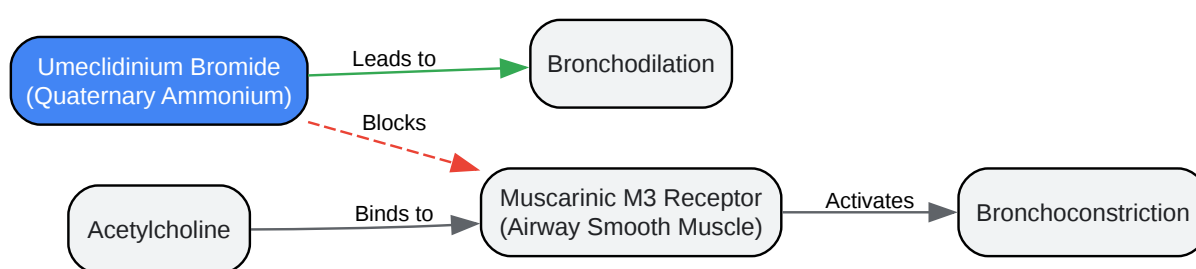 Umeclidinium Bromide
(Quaternary Ammonium)
Leads to
Bronchodilation
Blocks
Acetylcholine
Binds to
Muscarinic M3 Receptor
(Airway Smooth Muscle)
Activates
Bronchoconstriction